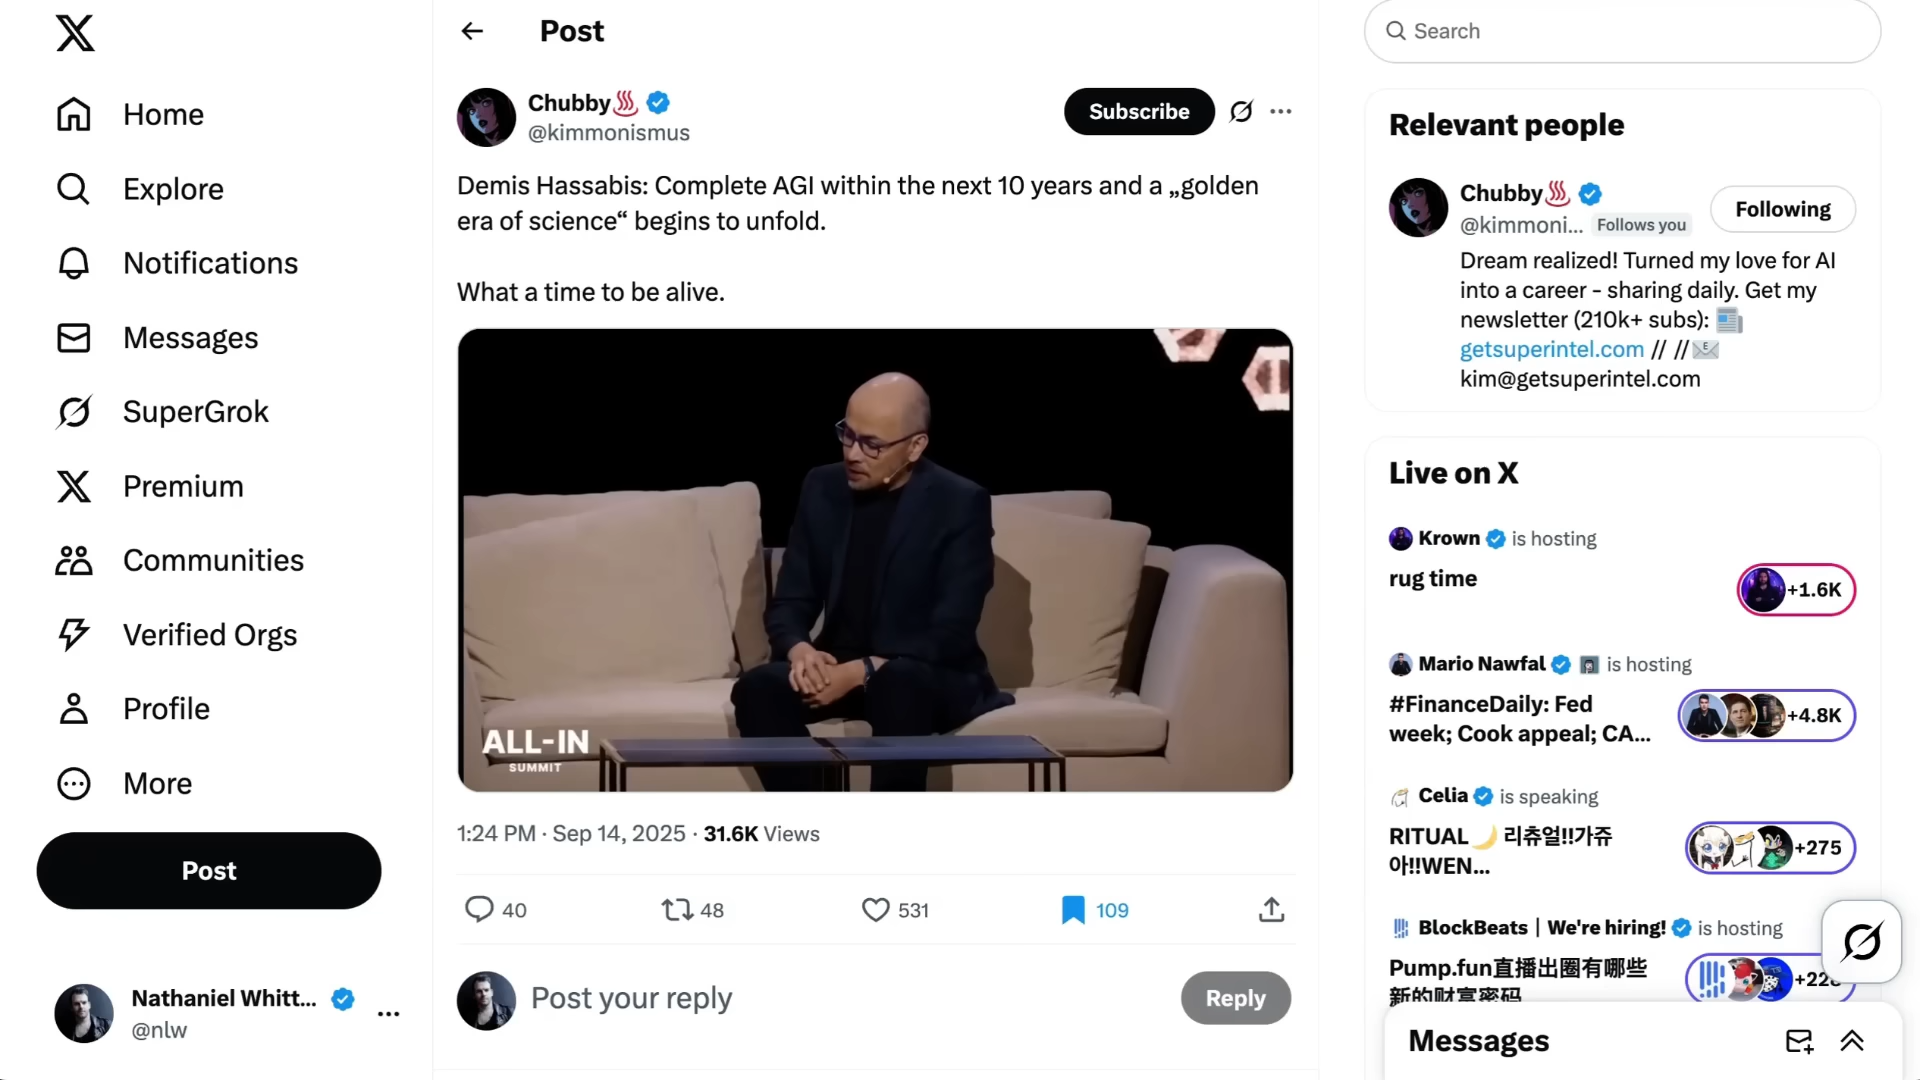 Home
Explore
Notifications
Messages
SuperGrok
Premium
Communities
Verified Orgs
Profile
More
Post
Nathaniel Whitt...
@nlw
Post
Chubby
@kimmonismus
Subscribe
Demis Hassabis: Complete AGI within the next 10 years and a „golden
era of science“ begins to unfold.
What a time to be alive.
ALL-IN
SUMMIT
1:24 PM · Sep 14, 2025 · 31.6K Views
40
48
531
109
Post your reply
Reply
Search
Relevant people
Chubby
@kimmoni... Follows you
Following
Dream realized! Turned my love for AI
into a career - sharing daily. Get my
newsletter (210k+ subs):
getsuperintel.com // //
kim@getsuperintel.com
Live on X
Krown is hosting
rug time
+1.6K
Mario Nawfal is hosting
#FinanceDaily: Fed
week; Cook appeal; CA...
+4.8K
Celia is speaking
RITUAL🌙 리츄얼!!가쥬
아!!WEN...
+275
BlockBeats | We're hiring! is hosting
Pump.fun直播出圈有哪些
新的财富密码
Messages